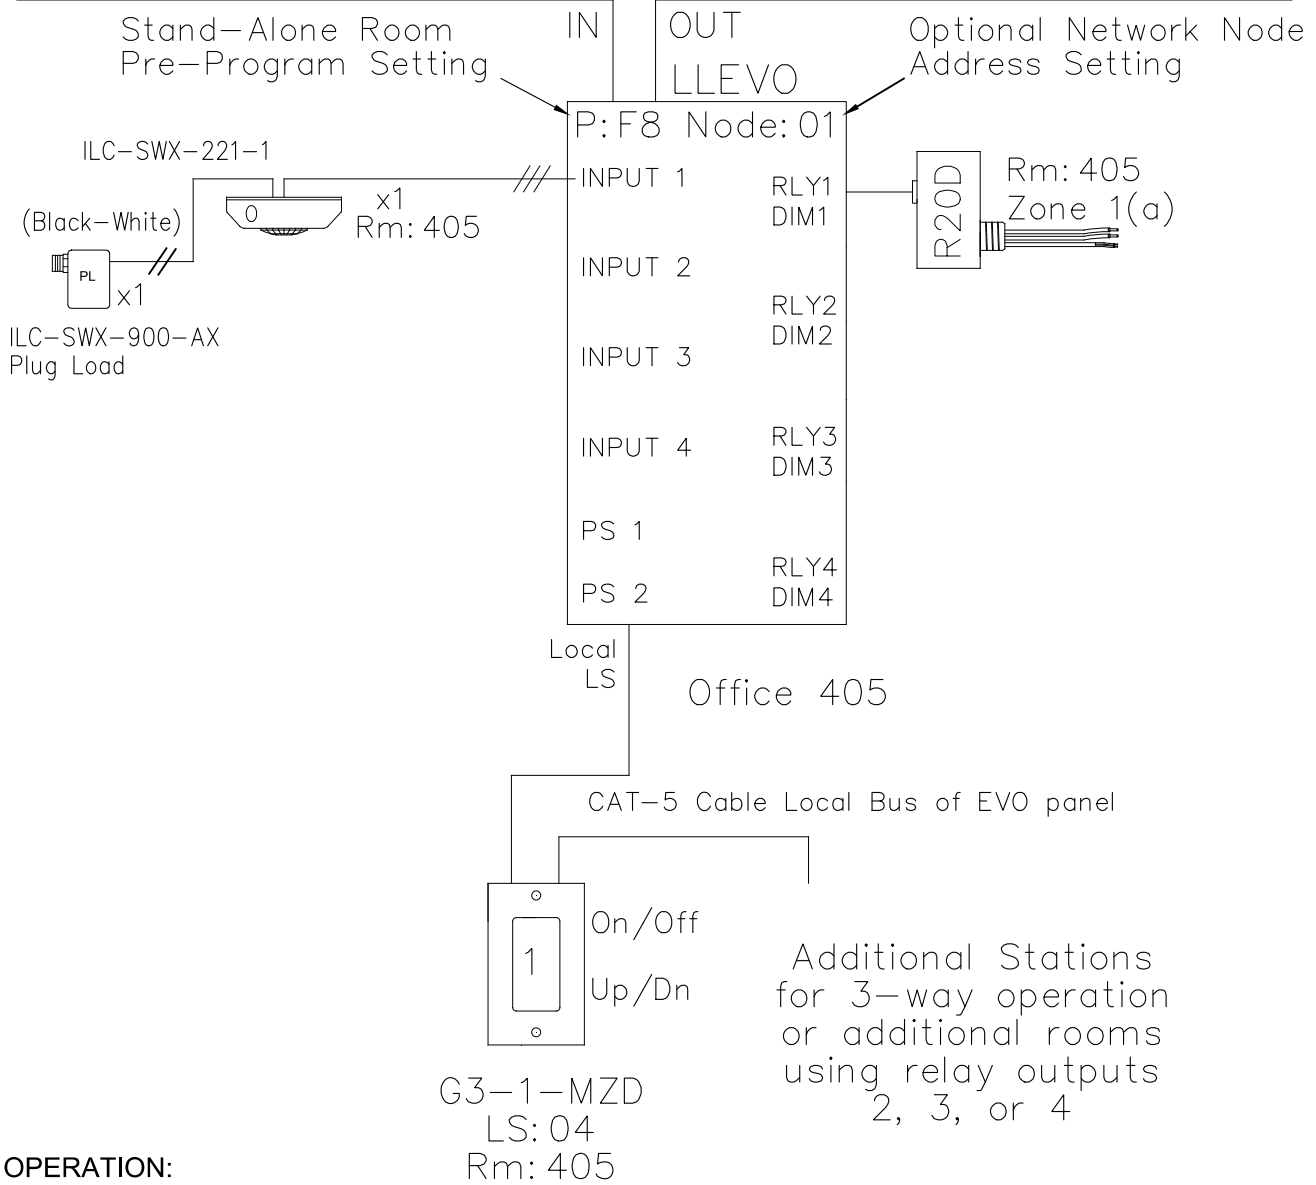 Stand-Alone Room
Pre-Program Setting
IN
OUT
LLEVO
Optional Network Node
Address Setting
P:F8 Node:01
ILC-SWX-221-1
O
x1
Rm:405
(Black-White)
PL
x1
ILC-SWX-900-AX
Plug Load
INPUT 1
INPUT 2
INPUT 3
INPUT 4
PS 1
PS 2
RLY1
DIM1
RLY2
DIM2
RLY3
DIM3
RLY4
DIM4
R20D
Rm:405
Zone 1(a)
Local
LS
Office 405
CAT-5 Cable Local Bus of EVO panel
1
On/Off
Up/Dn
G3-1-MZD
LS:04
Rm:405
Additional Stations
for 3-way operation
or additional rooms
using relay outputs
2, 3, or 4
OPERATION: